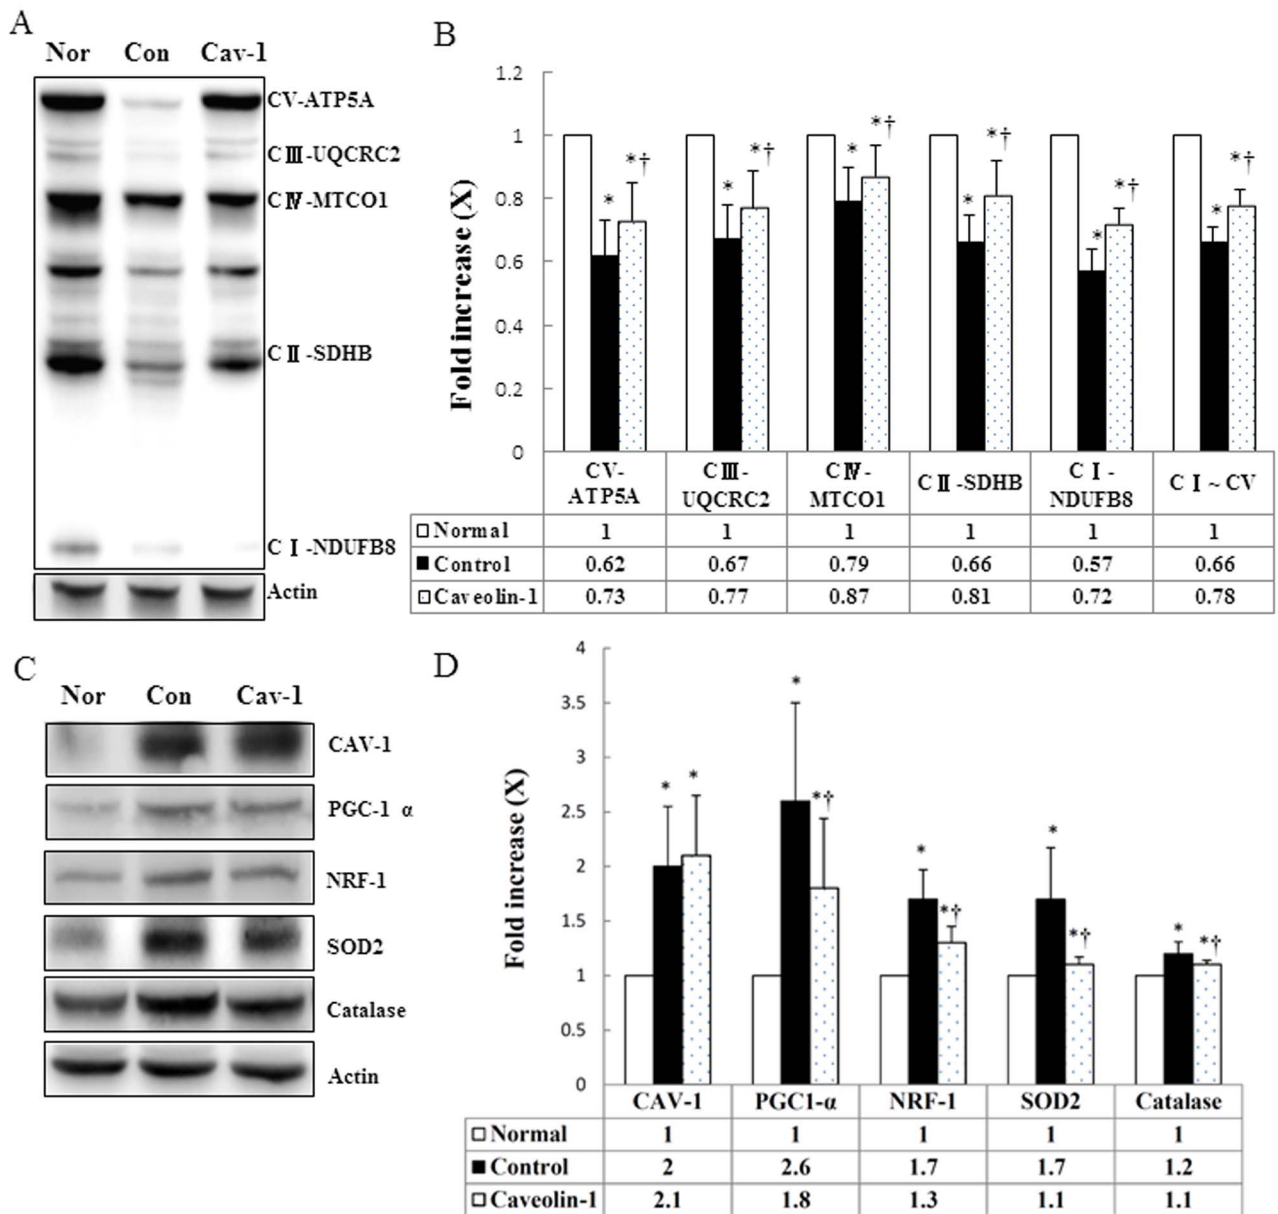 A
Nor Con Cav-1
CV-ATP5A
CⅢ-UQCRC2
CⅣ-MTCO1
CⅡ-SDHB
CⅠ-NDUFB8
Actin
B
Fold increase (X)
1.2
1
0.8
0.6
0.4
0.2
0
* *†
* *†
* *†
* *†
* *†
* *†
CV-
ATP5A
CⅢ-
UQCRC2
CⅣ-
MTCO1
CⅡ-SDHB
CⅠ-
NDUFB8
CⅠ~CV
Normal 1 1 1 1 1 1
Control 0.62 0.67 0.79 0.66 0.57 0.66
Caveolin-1 0.73 0.77 0.87 0.81 0.72 0.78
C
Nor Con Cav-1
CAV-1
PGC-1 α
NRF-1
SOD2
Catalase
Actin
D
Fold increase (X)
4
3.5
3
2.5
2
1.5
1
0.5
0
* *
* *†
* *†
* *†
* *†
CAV-1 PGC1-α NRF-1 SOD2 Catalase
Normal 1 1 1 1 1
Control 2 2.6 1.7 1.7 1.2
Caveolin-1 2.1 1.8 1.3 1.1 1.1